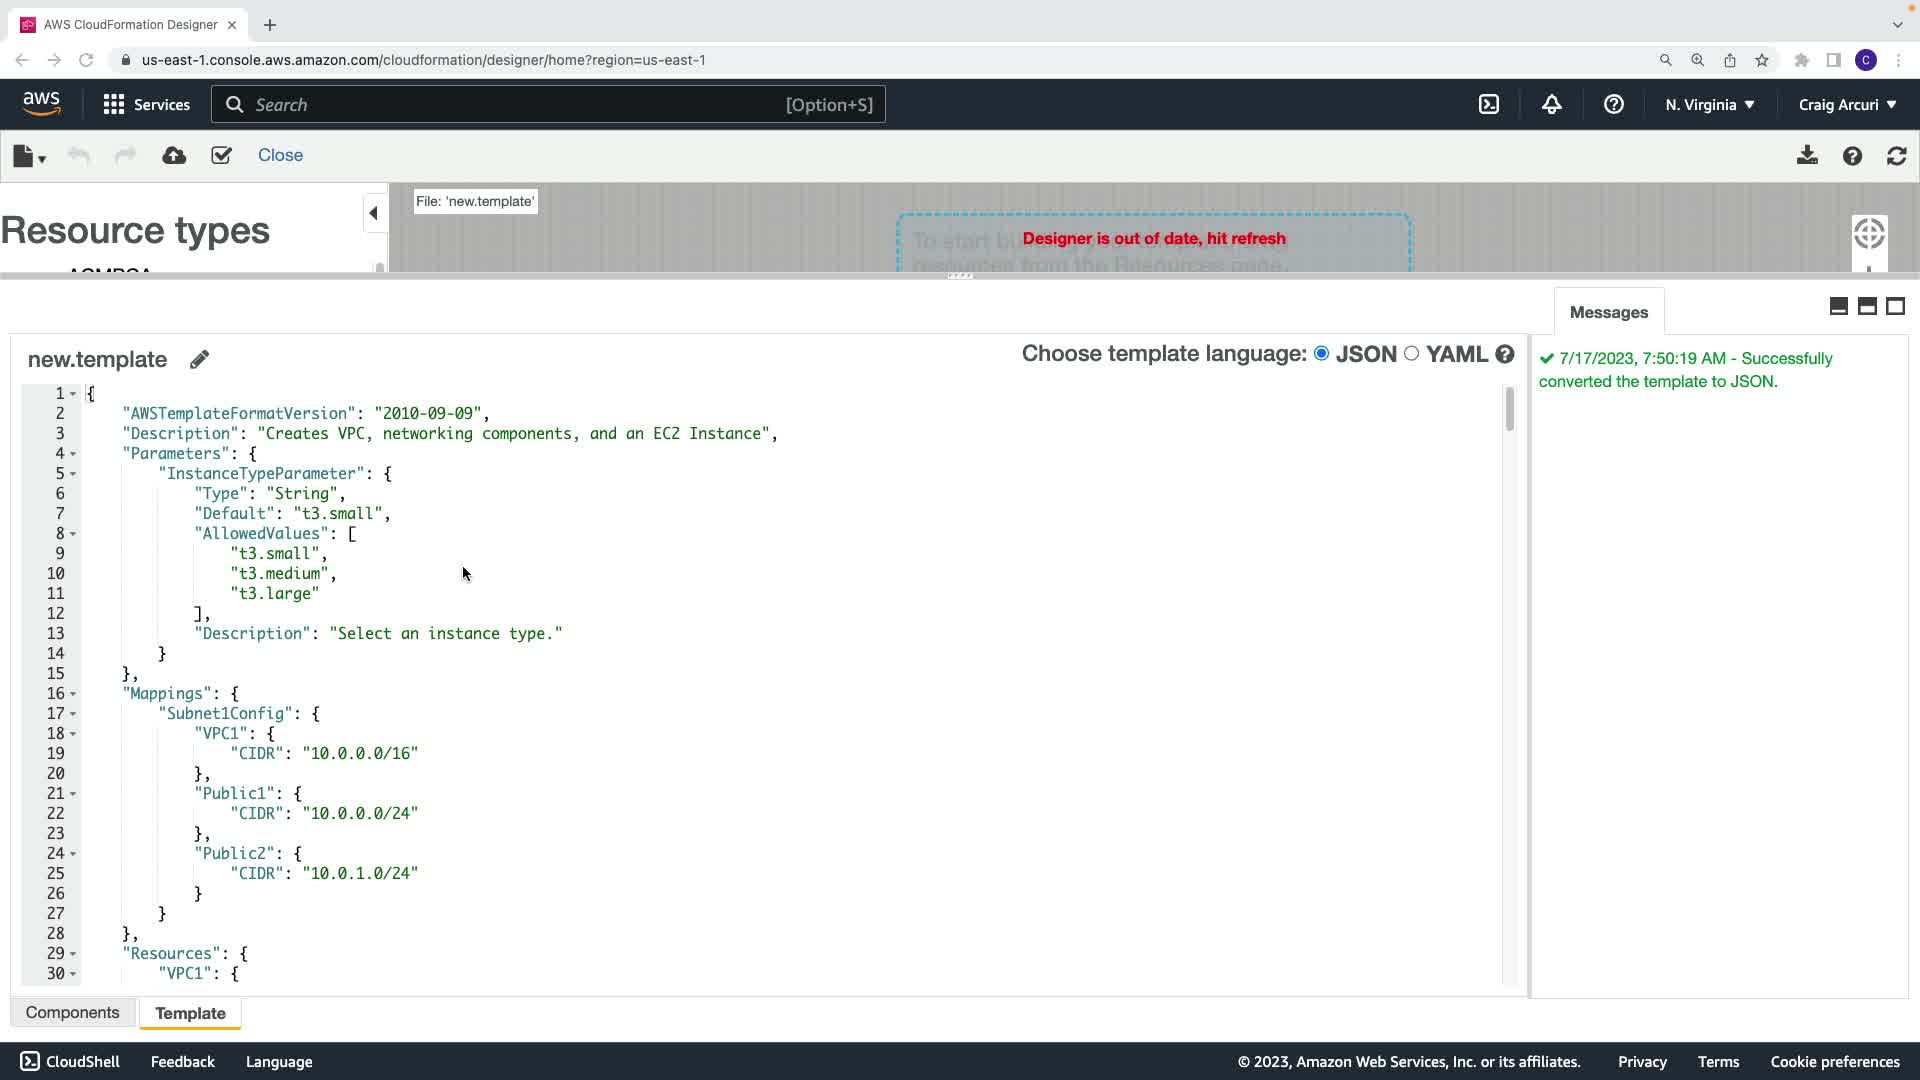 AWS CloudFormation Designer
us-east-1.console.aws.amazon.com/cloudformation/designer/home?region=us-east-1
C
aws
Services
Search
[Option+S]
N. Virginia
Craig Arcuri
Close
Resource types
File: 'new.template'
Designer is out of date, hit refresh
resources from the Resources pane.
Messages
new.template
Choose template language: JSON YAML
7/17/2023, 7:50:19 AM - Successfully
converted the template to JSON.
1 {
2 "AWSTemplateFormatVersion": "2010-09-09",
3 "Description": "Creates VPC, networking components, and an EC2 Instance",
4 "Parameters": {
5 "InstanceTypeParameter": {
6 "Type": "String",
7 "Default": "t3.small",
8 "AllowedValues": [
9 "t3.small",
10 "t3.medium",
11 "t3.large"
12 ],
13 "Description": "Select an instance type."
14 }
15 },
16 "Mappings": {
17 "Subnet1Config": {
18 "VPC1": {
19 "CIDR": "10.0.0.0/16"
20 },
21 "Public1": {
22 "CIDR": "10.0.0.0/24"
23 },
24 "Public2": {
25 "CIDR": "10.0.1.0/24"
26 }
27 }
28 },
29 "Resources": {
30 "VPC1": {
Components
Template
CloudShell
Feedback
Language
© 2023, Amazon Web Services, Inc. or its affiliates.
Privacy
Terms
Cookie preferences